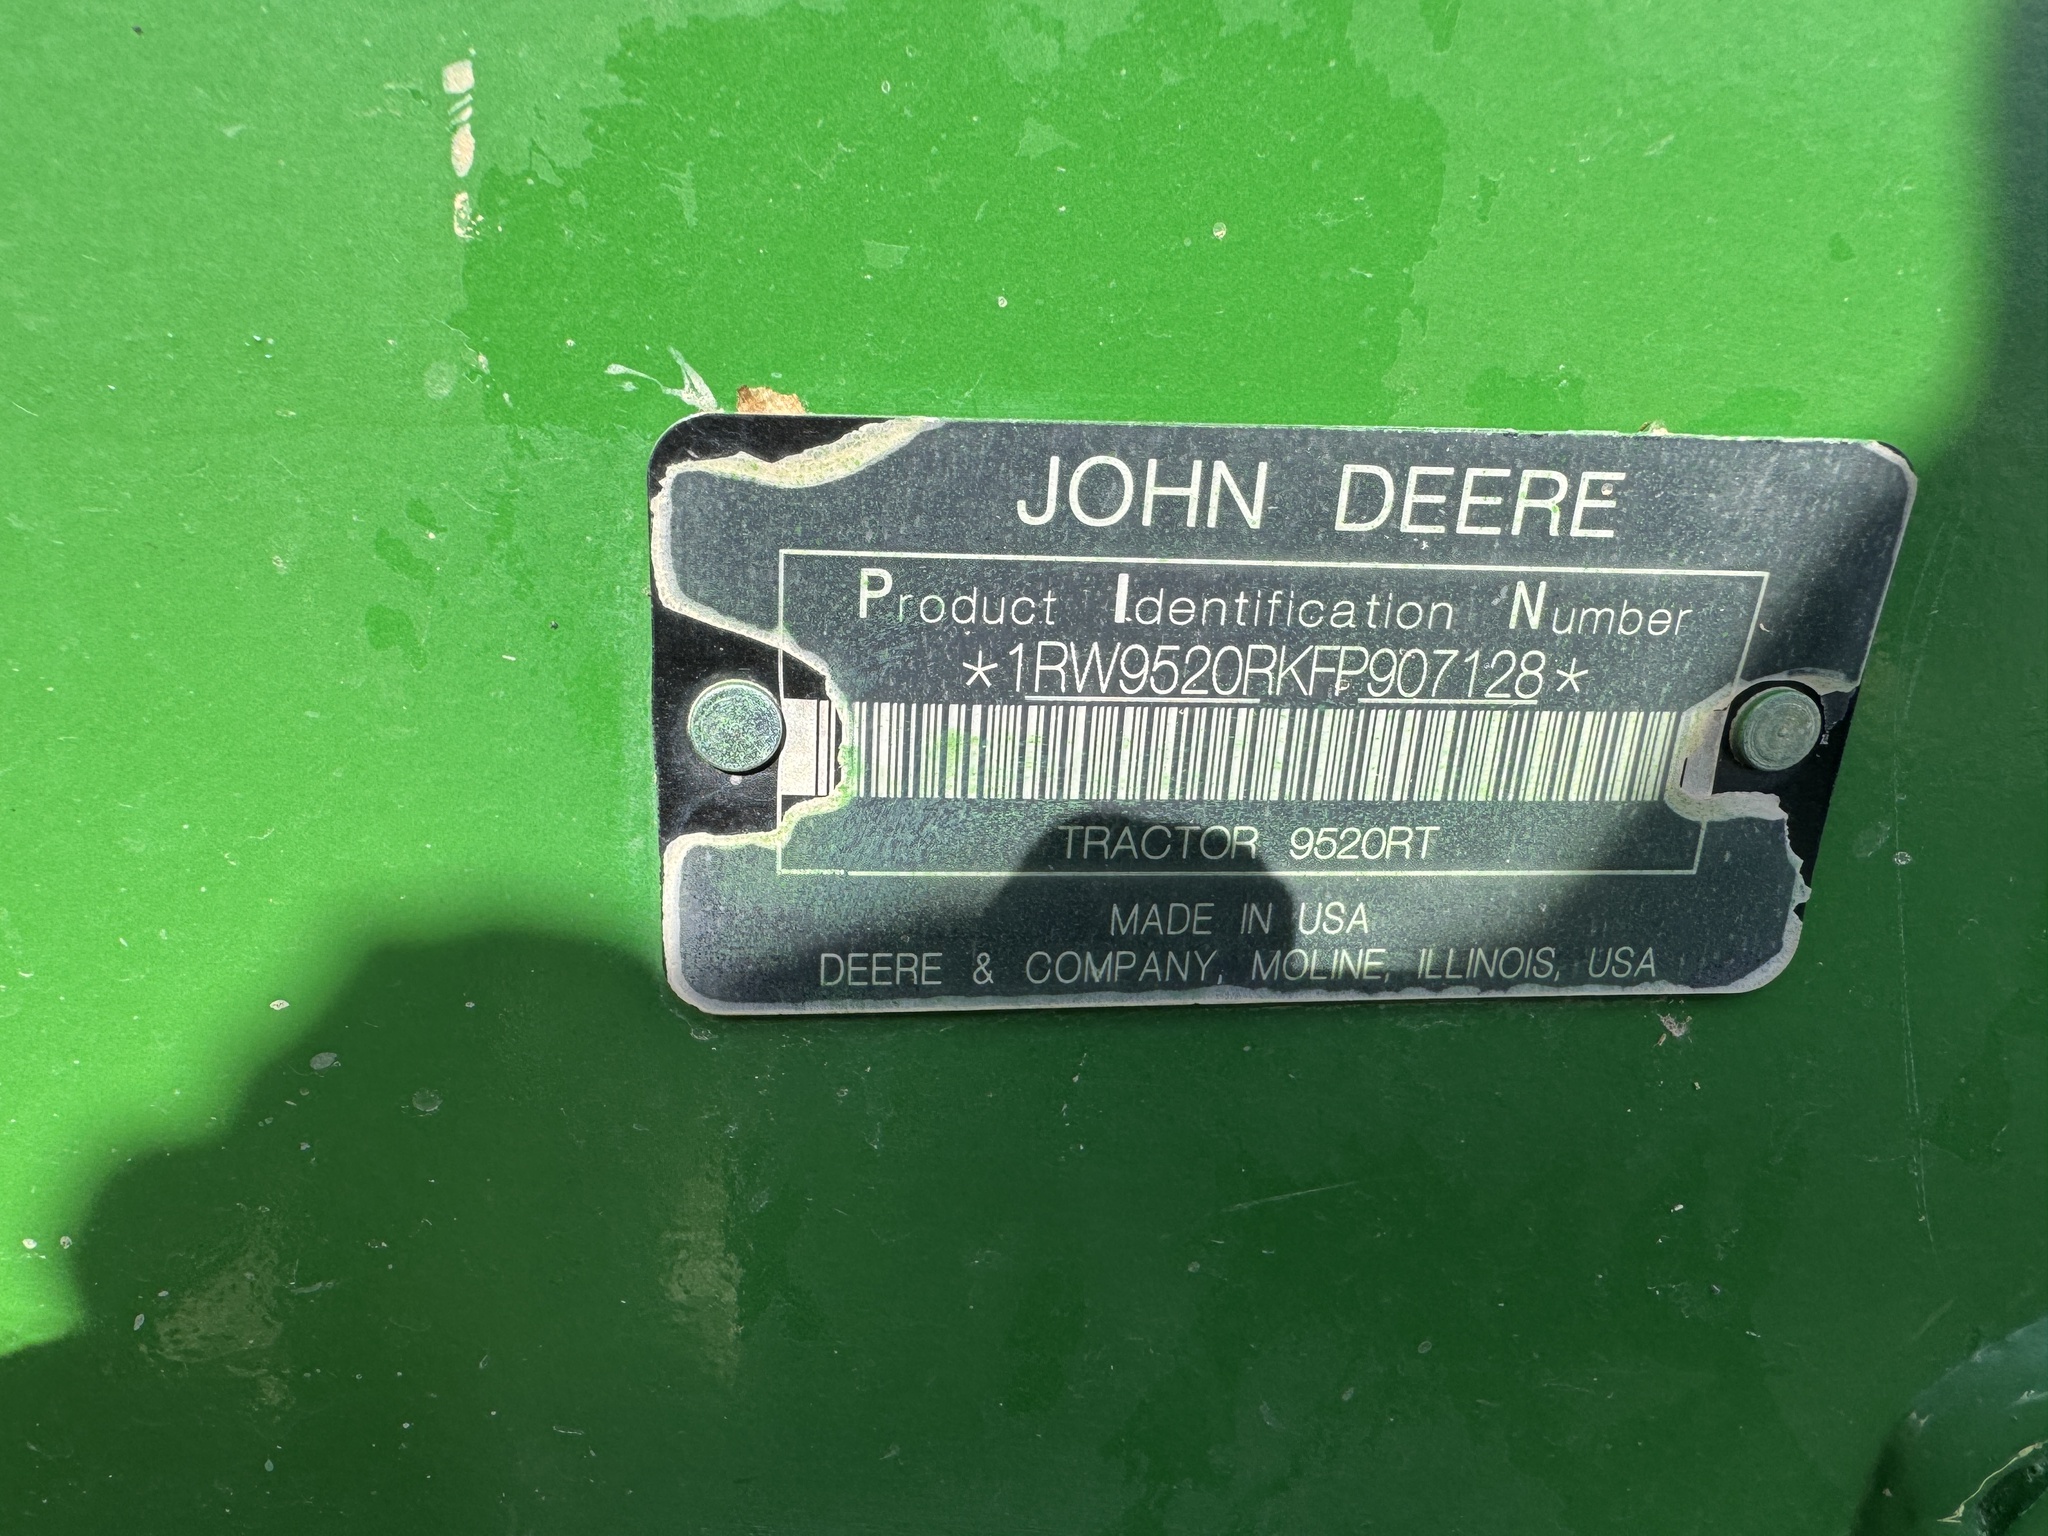 JOHN DEERE
Product Identification Number
*1RW9520RKFP907128*
TRACTOR 9520RT
MADE IN USA
DEERE & COMPANY, MOLINE, ILLINOIS, USA